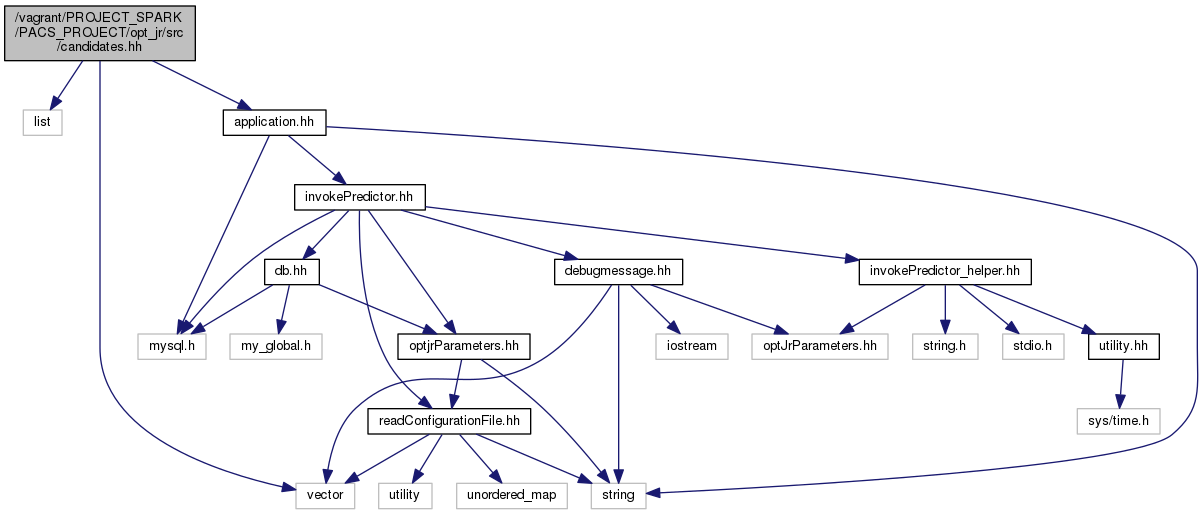 /vagrant/PROJECT_SPARK
/PACS_PROJECT/opt_jr/src
/candidates.hh
list
application.hh
invokePredictor.hh
db.hh
debugmessage.hh
invokePredictor_helper.hh
mysql.h
my_global.h
optjrParameters.hh
iostream
optJrParameters.hh
string.h
stdio.h
utility.hh
readConfigurationFile.hh
sys/time.h
vector
utility
unordered_map
string